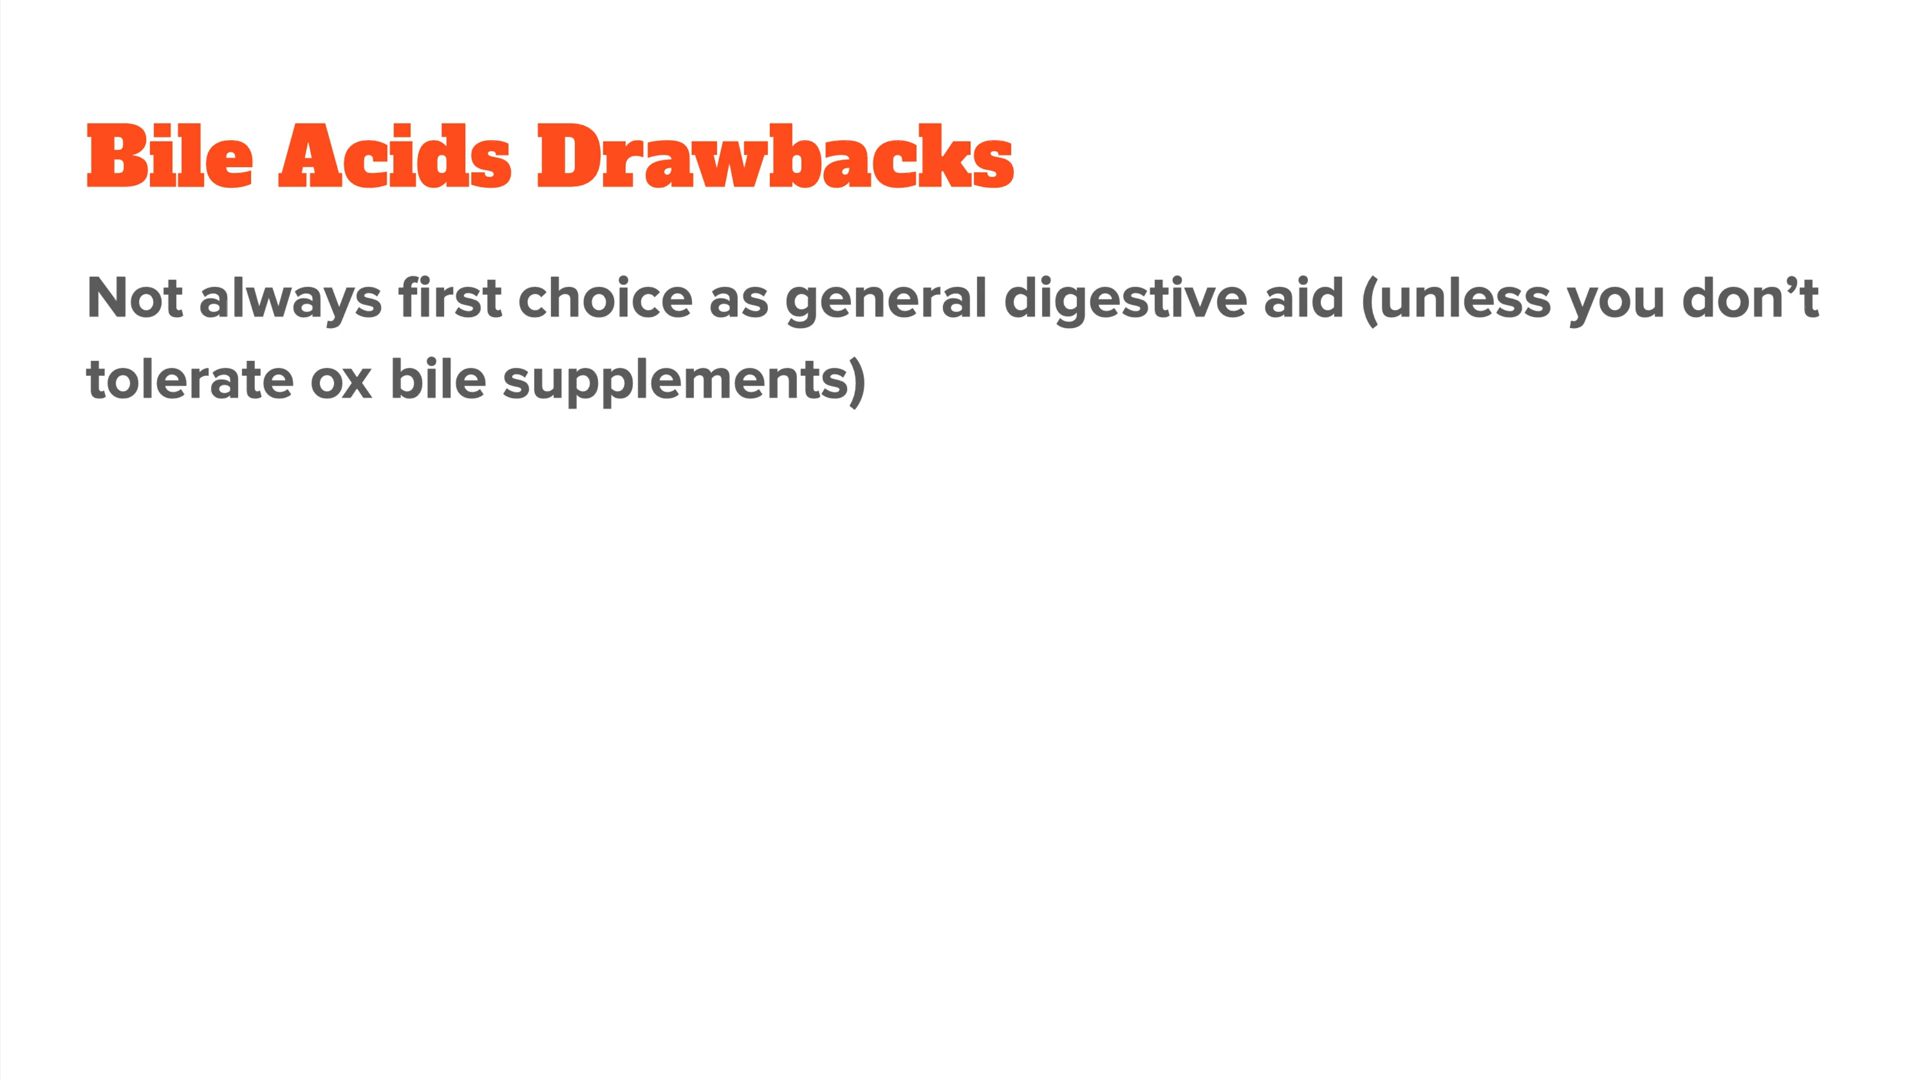 Bile Acids Drawbacks
Not always first choice as general digestive aid (unless you don’t
tolerate ox bile supplements)